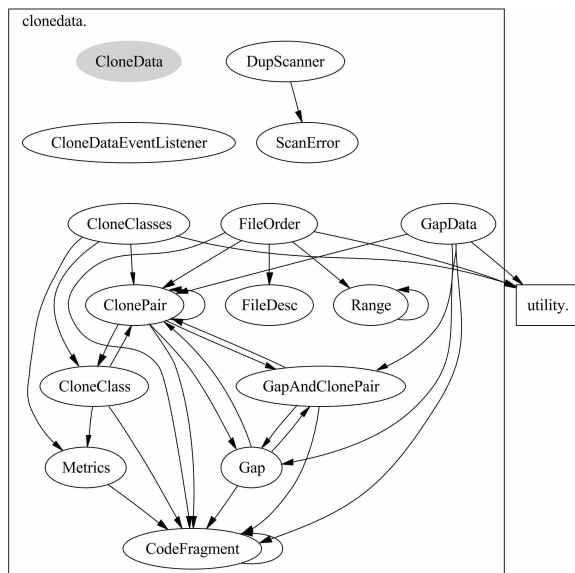 clonedata.
CloneData
DupScanner
CloneDataEventListener
ScanError
CloneClasses
FileOrder
GapData
ClonePair
FileDesc
Range
utility.
CloneClass
GapAndClonePair
Metrics
Gap
CodeFragment